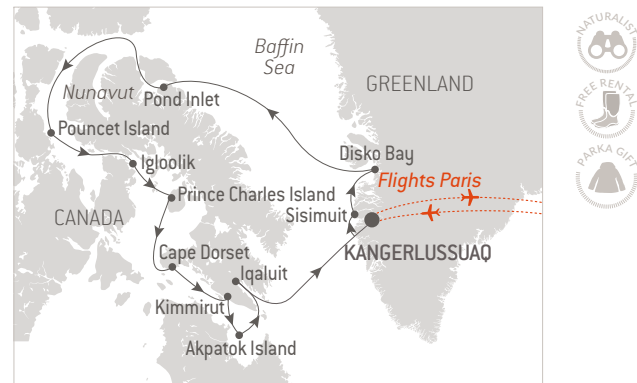 Baffin
Sea
GREENLAND
Nunavut
Pond Inlet
Pouncet Island
Disko Bay
Igloolik
Flights Paris
Prince Charles Island
Sisimuit
CANADA
KANGERLUSSUAQ
Cape Dorset
Iqaluit
Kimmirut
Akpatok Island
NATURALIST
FREE RENTAL
PARKA GIFT